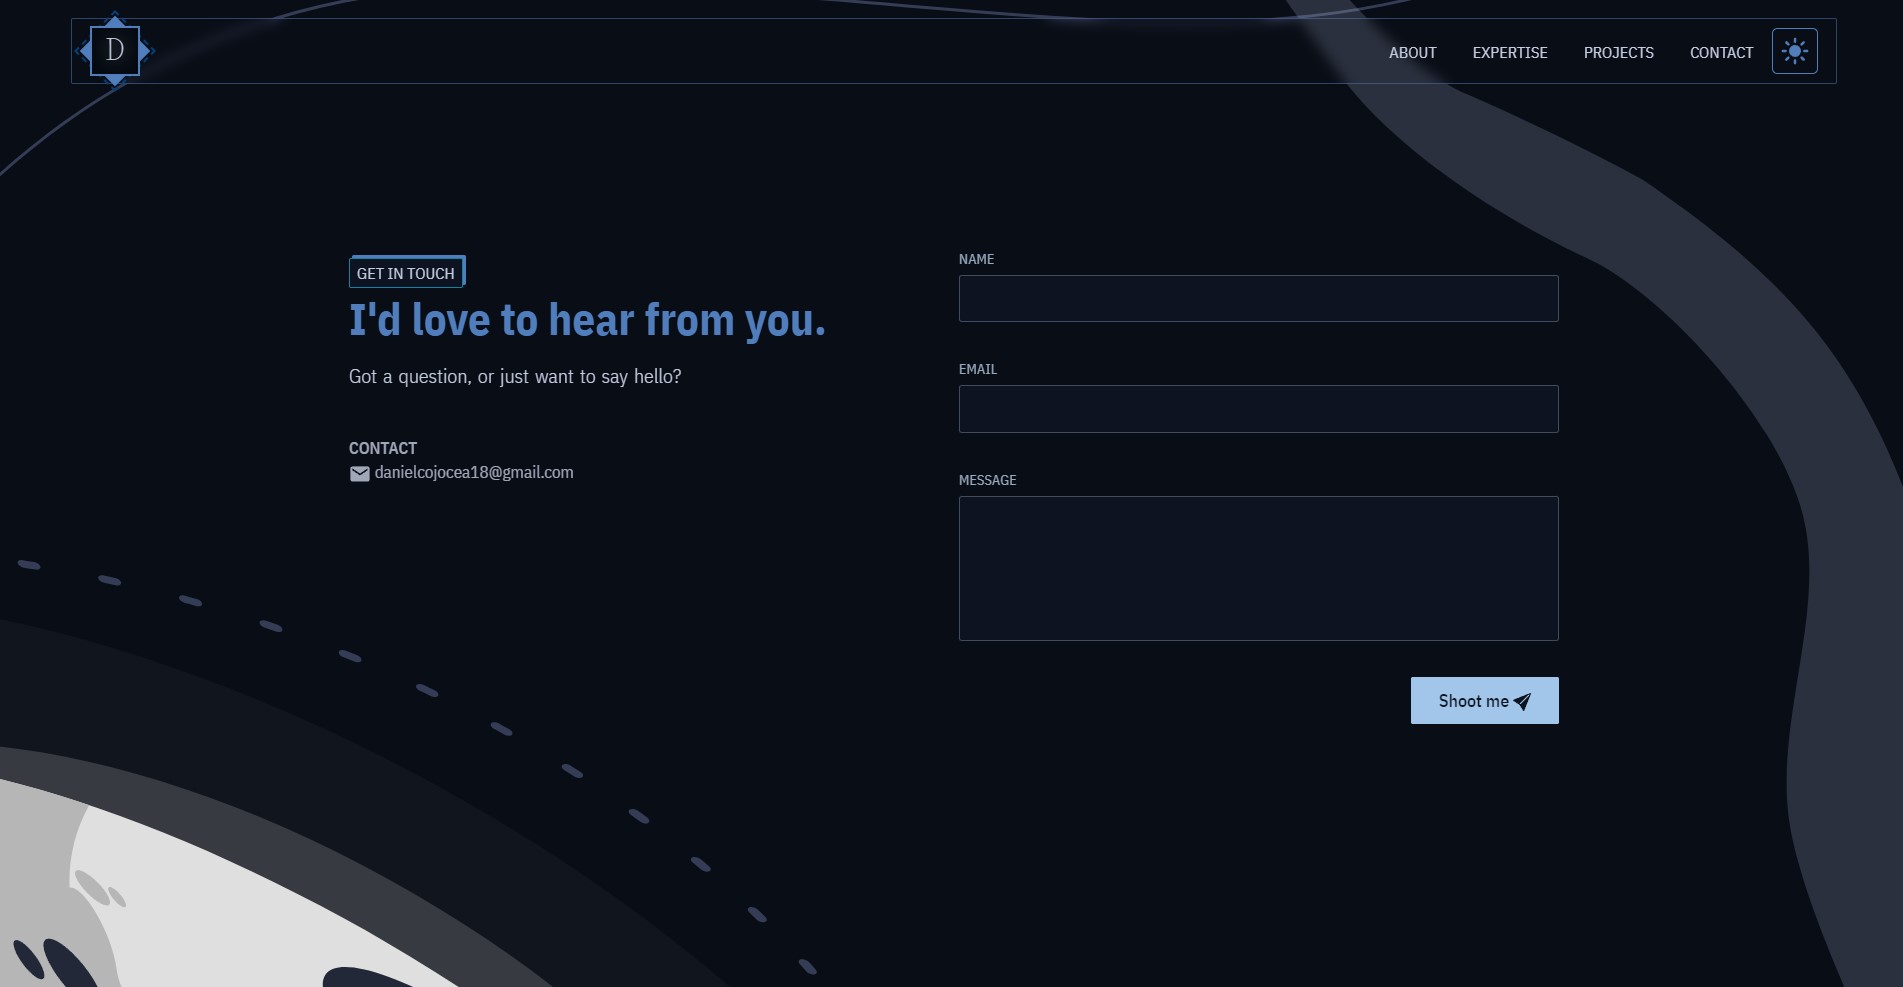 D
ABOUT EXPERTISE PROJECTS CONTACT
GET IN TOUCH
I'd love to hear from you.
Got a question, or just want to say hello?
CONTACT
danielcojocea18@gmail.com
NAME
EMAIL
MESSAGE
Shoot me